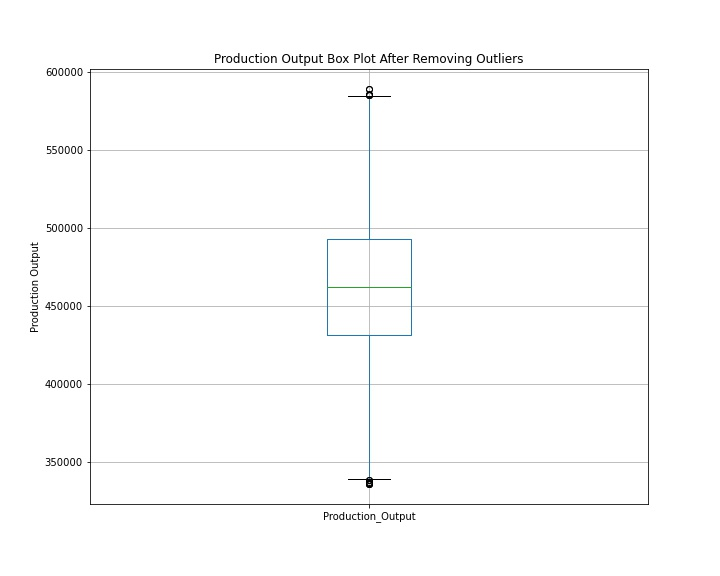 Production Output Box Plot After Removing Outliers
600000
550000
500000
450000
400000
350000
Production Output
Production_Output